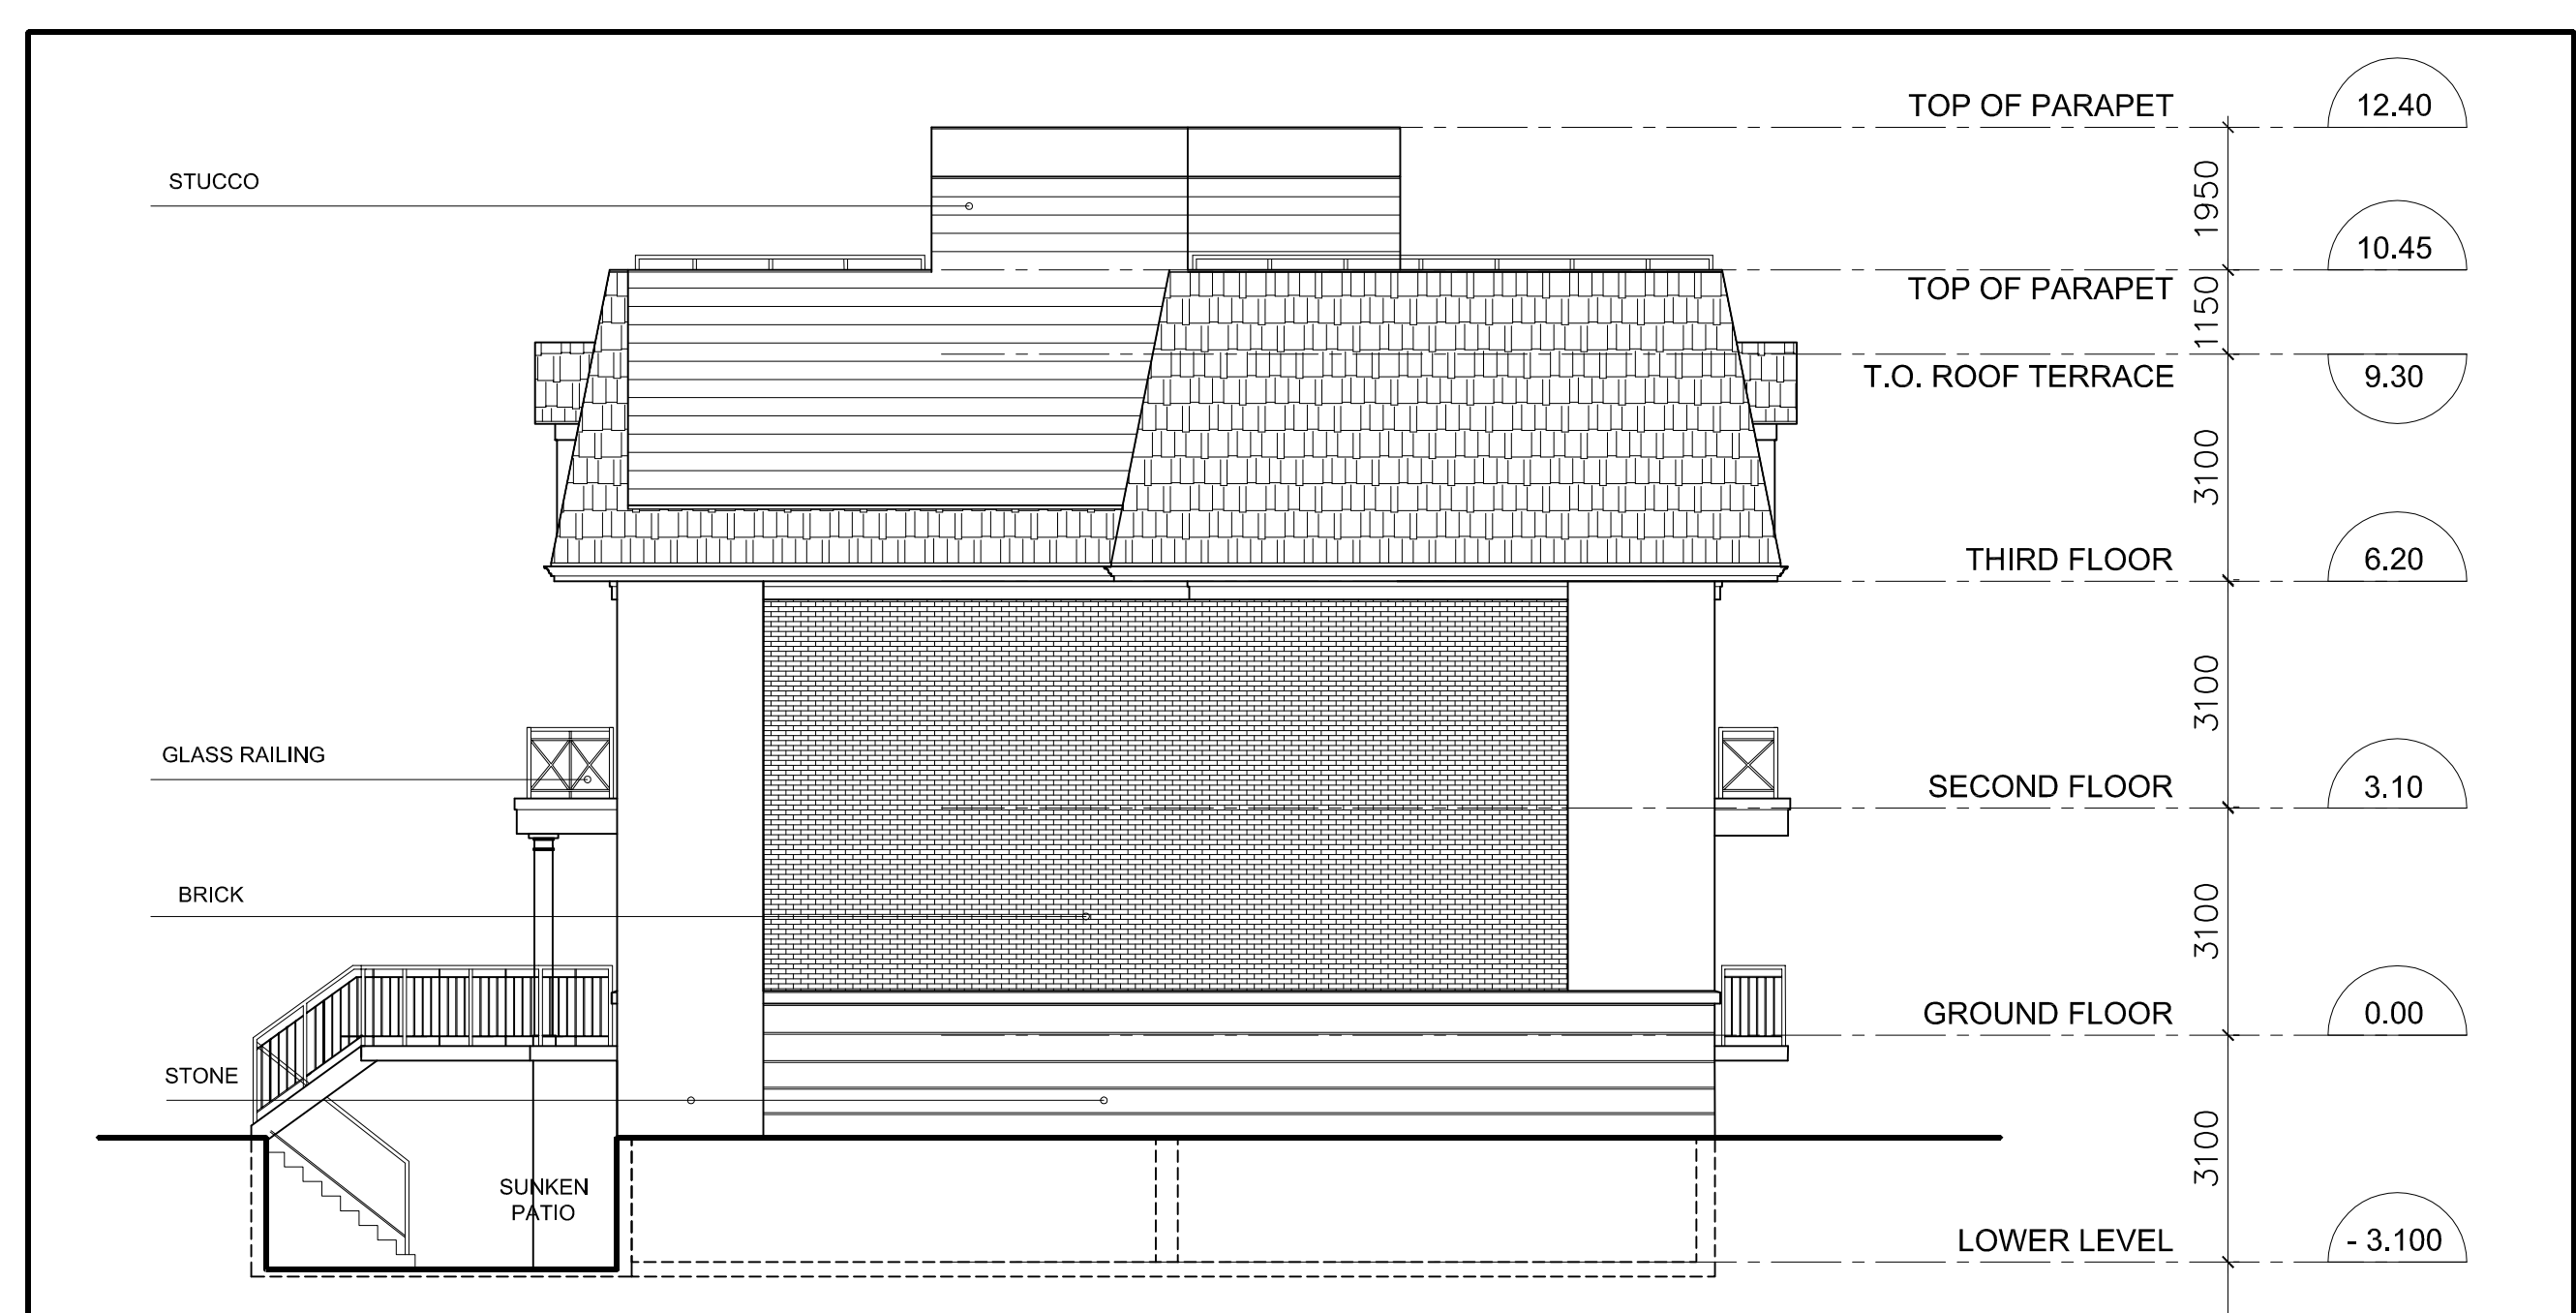 TOP OF PARAPET 12.40
STUCCO
1950
10.45
TOP OF PARAPET
1150
T.O. ROOF TERRACE 9.30
3100
THIRD FLOOR 6.20
3100
GLASS RAILING
SECOND FLOOR 3.10
BRICK
3100
GROUND FLOOR 0.00
STONE
3100
SUNKEN
PATIO
LOWER LEVEL - 3.100